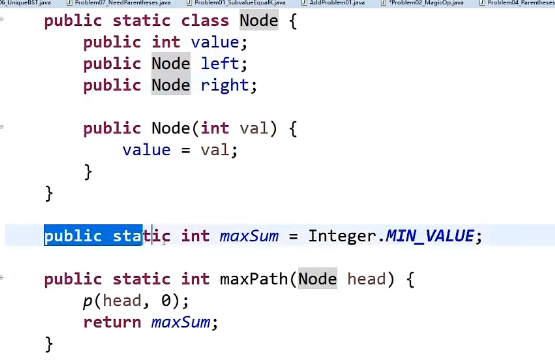 06_UniqueBST.java Problem07_NeedParentheses.java Problem01_SubvalueEqualK.java AddProblem01.java *Problem02_MagicOp.java Problem04_Parentheses
public static class Node {
public int value;
public Node left;
public Node right;
public Node(int val) {
value = val;
}
}
public static int maxSum = Integer.MIN_VALUE;
public static int maxPath(Node head) {
p(head, 0);
return maxSum;
}